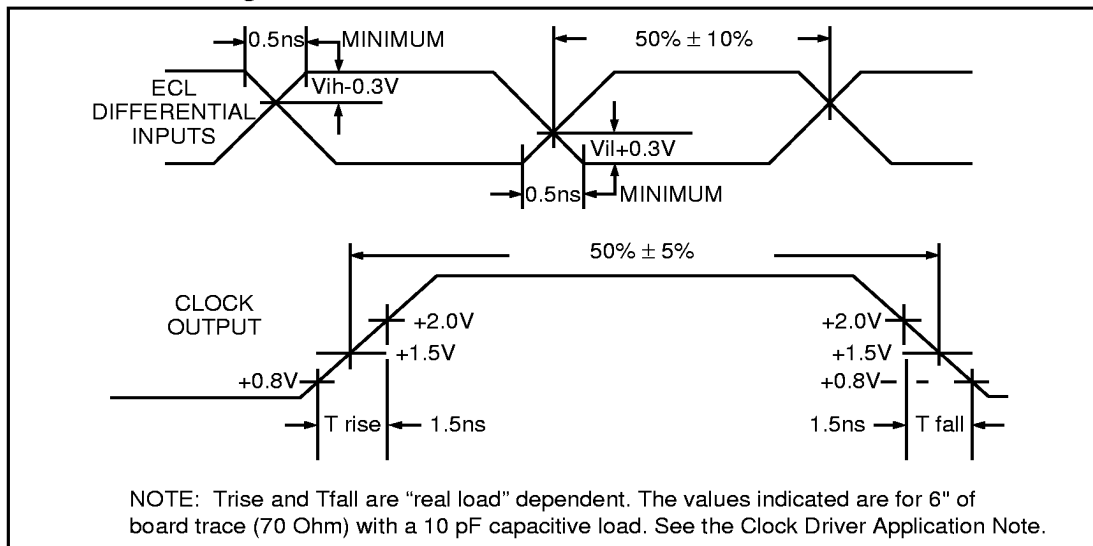 0.5ns MINIMUM 50% ± 10%
ECL
DIFFERENTIAL
INPUTS
Vih-0.3V
Vil+0.3V
0.5ns MINIMUM
50% ± 5%
CLOCK
OUTPUT
+2.0V +2.0V
+1.5V +1.5V
+0.8V +0.8V
T rise 1.5ns 1.5ns T fall
NOTE: Trise and Tfall are “real load” dependent. The values indicated are for 6" of
board trace (70 Ohm) with a 10 pF capacitive load. See the Clock Driver Application Note.